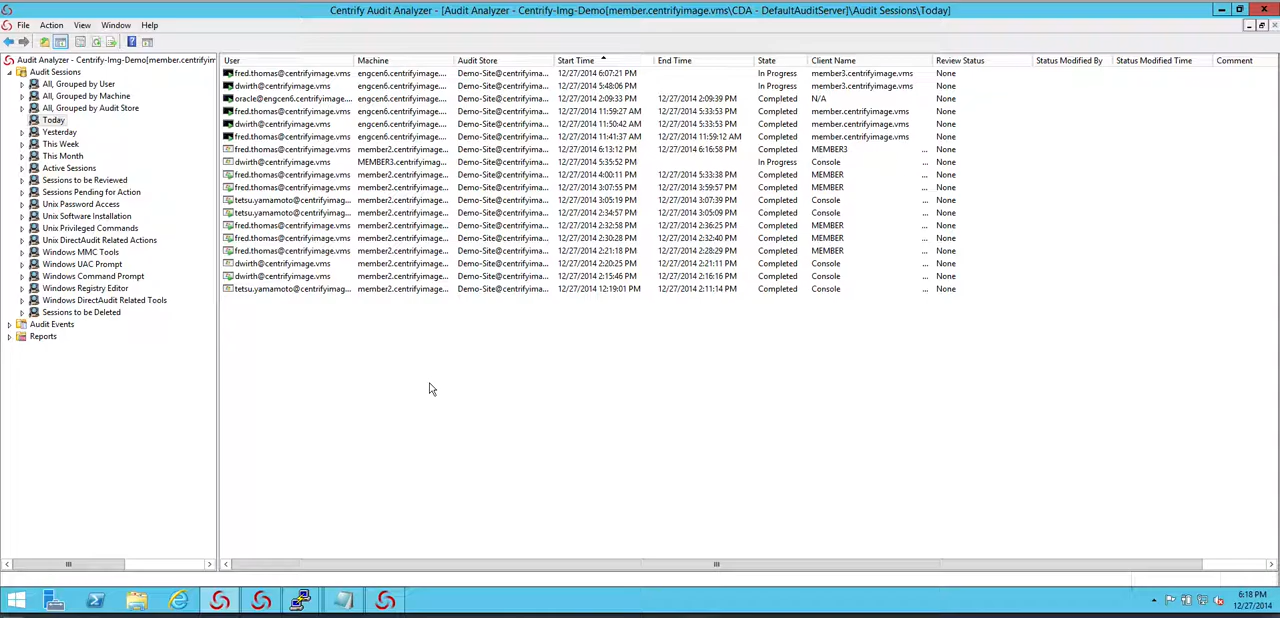 Centrify Audit Analyzer - [Audit Analyzer - Centrify-Img-Demo[member.centrifyimage.vms\CDA - DefaultAuditServer]\Audit Sessions\Today]
File Action View Window Help
Audit Analyzer - Centrify-Img-Demo[member.centrifyim
Audit Sessions
All, Grouped by User
All, Grouped by Machine
All, Grouped by Audit Store
Today
Yesterday
This Week
This Month
Active Sessions
Sessions to be Reviewed
Sessions Pending for Action
Unix Password Access
Unix Software Installation
Unix Privileged Commands
Unix DirectAudit Related Actions
Windows MMC Tools
Windows UAC Prompt
Windows Command Prompt
Windows Registry Editor
Windows DirectAudit Related Tools
Sessions to be Deleted
Audit Events
Reports
User Machine Audit Store Start Time End Time State Client Name Review Status Status Modified By Status Modified Time Comment
fred.thomas@centrifyimage.vms engcen6.centrifyimage.... Demo-Site@centrifyima... 12/27/2014 6:07:21 PM In Progress member3.centrifyimage.vms None
dwirth@centrifyimage.vms engcen6.centrifyimage.... Demo-Site@centrifyima... 12/27/2014 5:48:06 PM In Progress member3.centrifyimage.vms None
oracle@engcen6.centrifyimage.... engcen6.centrifyimage.... Demo-Site@centrifyima... 12/27/2014 2:09:33 PM 12/27/2014 2:09:39 PM Completed N/A None
fred.thomas@centrifyimage.vms engcen6.centrifyimage.... Demo-Site@centrifyima... 12/27/2014 11:59:27 AM 12/27/2014 5:33:53 PM Completed member.centrifyimage.vms None
dwirth@centrifyimage.vms engcen6.centrifyimage.... Demo-Site@centrifyima... 12/27/2014 11:50:42 AM 12/27/2014 5:33:53 PM Completed member.centrifyimage.vms None
fred.thomas@centrifyimage.vms engcen6.centrifyimage.... Demo-Site@centrifyima... 12/27/2014 11:41:37 AM 12/27/2014 11:59:12 AM Completed member.centrifyimage.vms None
fred.thomas@centrifyimage.vms member2.centrifyimage... Demo-Site@centrifyima... 12/27/2014 6:13:12 PM 12/27/2014 6:16:58 PM Completed MEMBER3 ... None
dwirth@centrifyimage.vms MEMBER3.centrifyimag... Demo-Site@centrifyima... 12/27/2014 5:35:52 PM In Progress Console ... None
fred.thomas@centrifyimage.vms member2.centrifyimage... Demo-Site@centrifyima... 12/27/2014 4:00:11 PM 12/27/2014 5:33:38 PM Completed MEMBER ... None
fred.thomas@centrifyimage.vms member2.centrifyimage... Demo-Site@centrifyima... 12/27/2014 3:07:55 PM 12/27/2014 3:59:57 PM Completed MEMBER ... None
tetsu.yamamoto@centrifyimag... member2.centrifyimage... Demo-Site@centrifyima... 12/27/2014 3:05:19 PM 12/27/2014 3:07:39 PM Completed Console ... None
tetsu.yamamoto@centrifyimag... member2.centrifyimage... Demo-Site@centrifyima... 12/27/2014 2:34:57 PM 12/27/2014 3:05:09 PM Completed Console ... None
fred.thomas@centrifyimage.vms member2.centrifyimage... Demo-Site@centrifyima... 12/27/2014 2:32:58 PM 12/27/2014 2:36:25 PM Completed MEMBER ... None
fred.thomas@centrifyimage.vms member2.centrifyimage... Demo-Site@centrifyima... 12/27/2014 2:30:28 PM 12/27/2014 2:32:40 PM Completed MEMBER ... None
fred.thomas@centrifyimage.vms member2.centrifyimage... Demo-Site@centrifyima... 12/27/2014 2:21:18 PM 12/27/2014 2:28:29 PM Completed MEMBER ... None
dwirth@centrifyimage.vms member2.centrifyimage... Demo-Site@centrifyima... 12/27/2014 2:20:25 PM 12/27/2014 2:21:11 PM Completed Console ... None
dwirth@centrifyimage.vms member2.centrifyimage... Demo-Site@centrifyima... 12/27/2014 2:15:46 PM 12/27/2014 2:16:16 PM Completed Console ... None
tetsu.yamamoto@centrifyimag... member2.centrifyimage... Demo-Site@centrifyima... 12/27/2014 12:19:01 PM 12/27/2014 2:11:14 PM Completed Console ... None
6:18 PM
12/27/2014